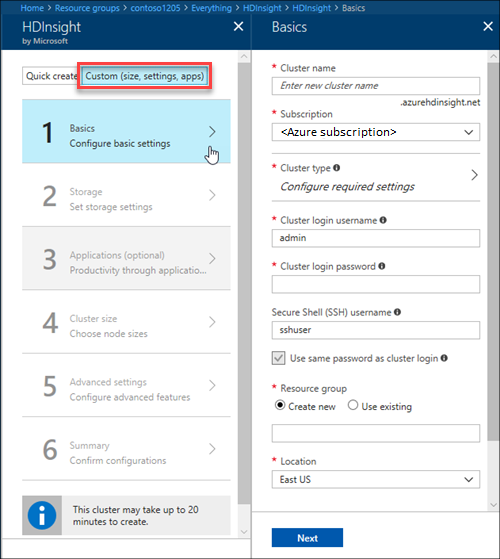 Home > Resource groups > contoso1205 > Everything > HDInsight > HDInsight > Basics
HDInsight
by Microsoft
Quick create
Custom (size, settings, apps)
1
Basics
Configure basic settings
2
Storage
Set storage settings
3
Applications (optional)
Productivity through applicatio...
4
Cluster size
Choose node sizes
5
Advanced settings
Configure advanced features
6
Summary
Confirm configurations
This cluster may take up to 20
minutes to create.
Basics
* Cluster name
Enter new cluster name
.azurehdinsight.net
* Subscription
<Azure subscription>
* Cluster type
Configure required settings
* Cluster login username
admin
* Cluster login password
Secure Shell (SSH) username
sshuser
Use same password as cluster login
* Resource group
Create new
Use existing
* Location
East US
Next